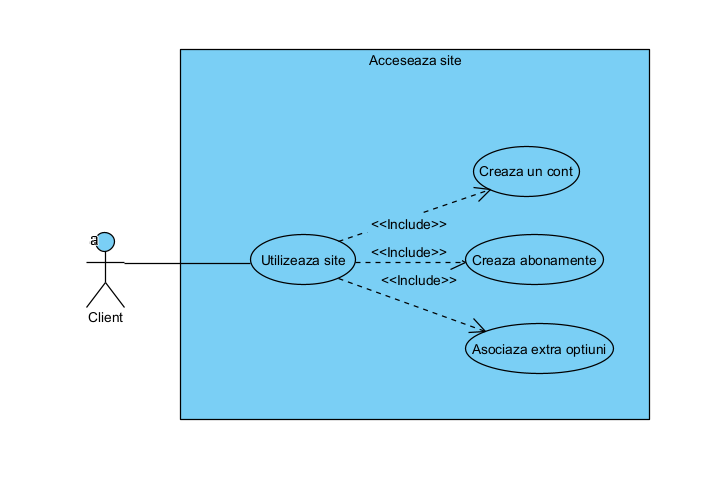 Acceseaza site
Creaza un cont
<<Include>>
a
<<Include>>
Utilizeaza site
Creaza abonamente
<<Include>>
Client
Asociaza extra optiuni